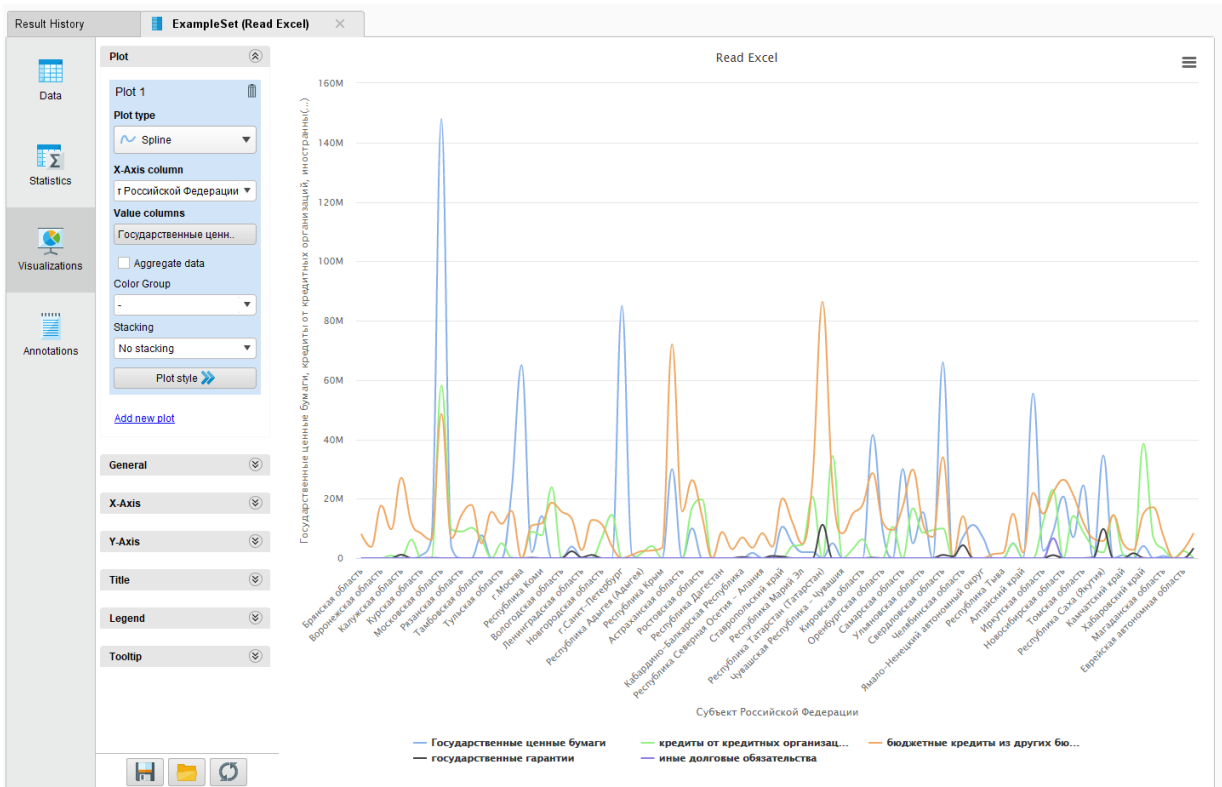 Result History
ExampleSet (Read Excel)
Data
Statistics
Visualizations
Annotations
Plot
Plot 1
Plot type
Spline
X-Axis column
т Российской Федерации
Value columns
Государственные ценн..
Aggregate data
Color Group
-
Stacking
No stacking
Plot style
Add new plot
General
X-Axis
Y-Axis
Title
Legend
Tooltip
Read Excel
Государственные ценные бумаги, кредиты от кредитных организаций, иностранны(...)
160M
140M
120M
100M
80M
60M
40M
20M
0
Брянская область
Воронежская область
Калужская область
Курская область
Московская область
Рязанская область
Тамбовская область
Тульская область
г.Москва
Республика Коми
Вологодская область
Ленинградская область
Новгородская область
г.Санкт-Петербург
Республика Адыгея (Адыгея)
Республика Крым
Астраханская область
Ростовская область
Республика Дагестан
Кабардино-Балкарская Республика
Республика Северная Осетия - Алания
Ставропольский край
Республика Марий Эл
Республика Татарстан (Татарстан)
Чувашская Республика - Чувашия
Кировская область
Оренбургская область
Самарская область
Ульяновская область
Свердловская область
Челябинская область
Ямало-Ненецкий автономный округ
Республика Тыва
Алтайский край
Иркутская область
Новосибирская область
Томская область
Республика Саха (Якутия)
Камчатский край
Хабаровский край
Магаданская область
Еврейская автономная область
Субъект Российской Федерации
Государственные ценные бумаги
кредиты от кредитных организац...
бюджетные кредиты из других бю...
государственные гарантии
иные долговые обязательства